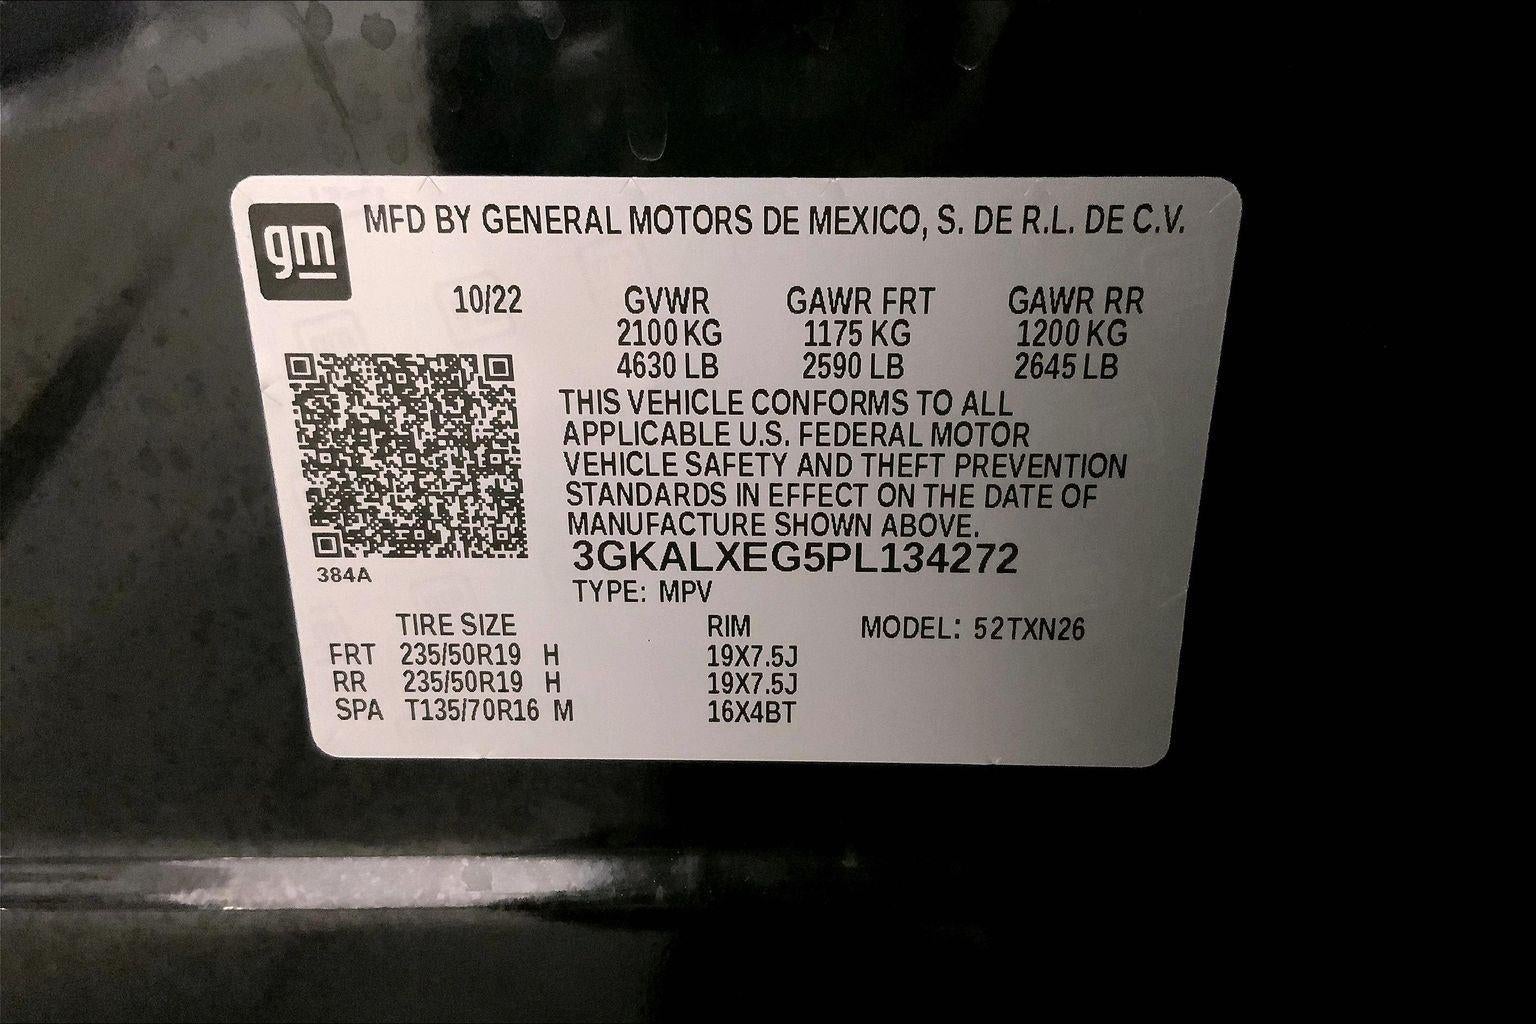 gm MFD BY GENERAL MOTORS DE MEXICO, S. DE R.L. DE C.V.
10/22 GVWR GAWR FRT GAWR RR
2100 KG 1175 KG 1200 KG
4630 LB 2590 LB 2645 LB
THIS VEHICLE CONFORMS TO ALL
APPLICABLE U.S. FEDERAL MOTOR
VEHICLE SAFETY AND THEFT PREVENTION
STANDARDS IN EFFECT ON THE DATE OF
MANUFACTURE SHOWN ABOVE.
3GKALXEG5PL134272
384A
TYPE: MPV
TIRE SIZE RIM MODEL: 52TXN26
FRT 235/50R19 H 19X7.5J
RR 235/50R19 H 19X7.5J
SPA T135/70R16 M 16X4BT